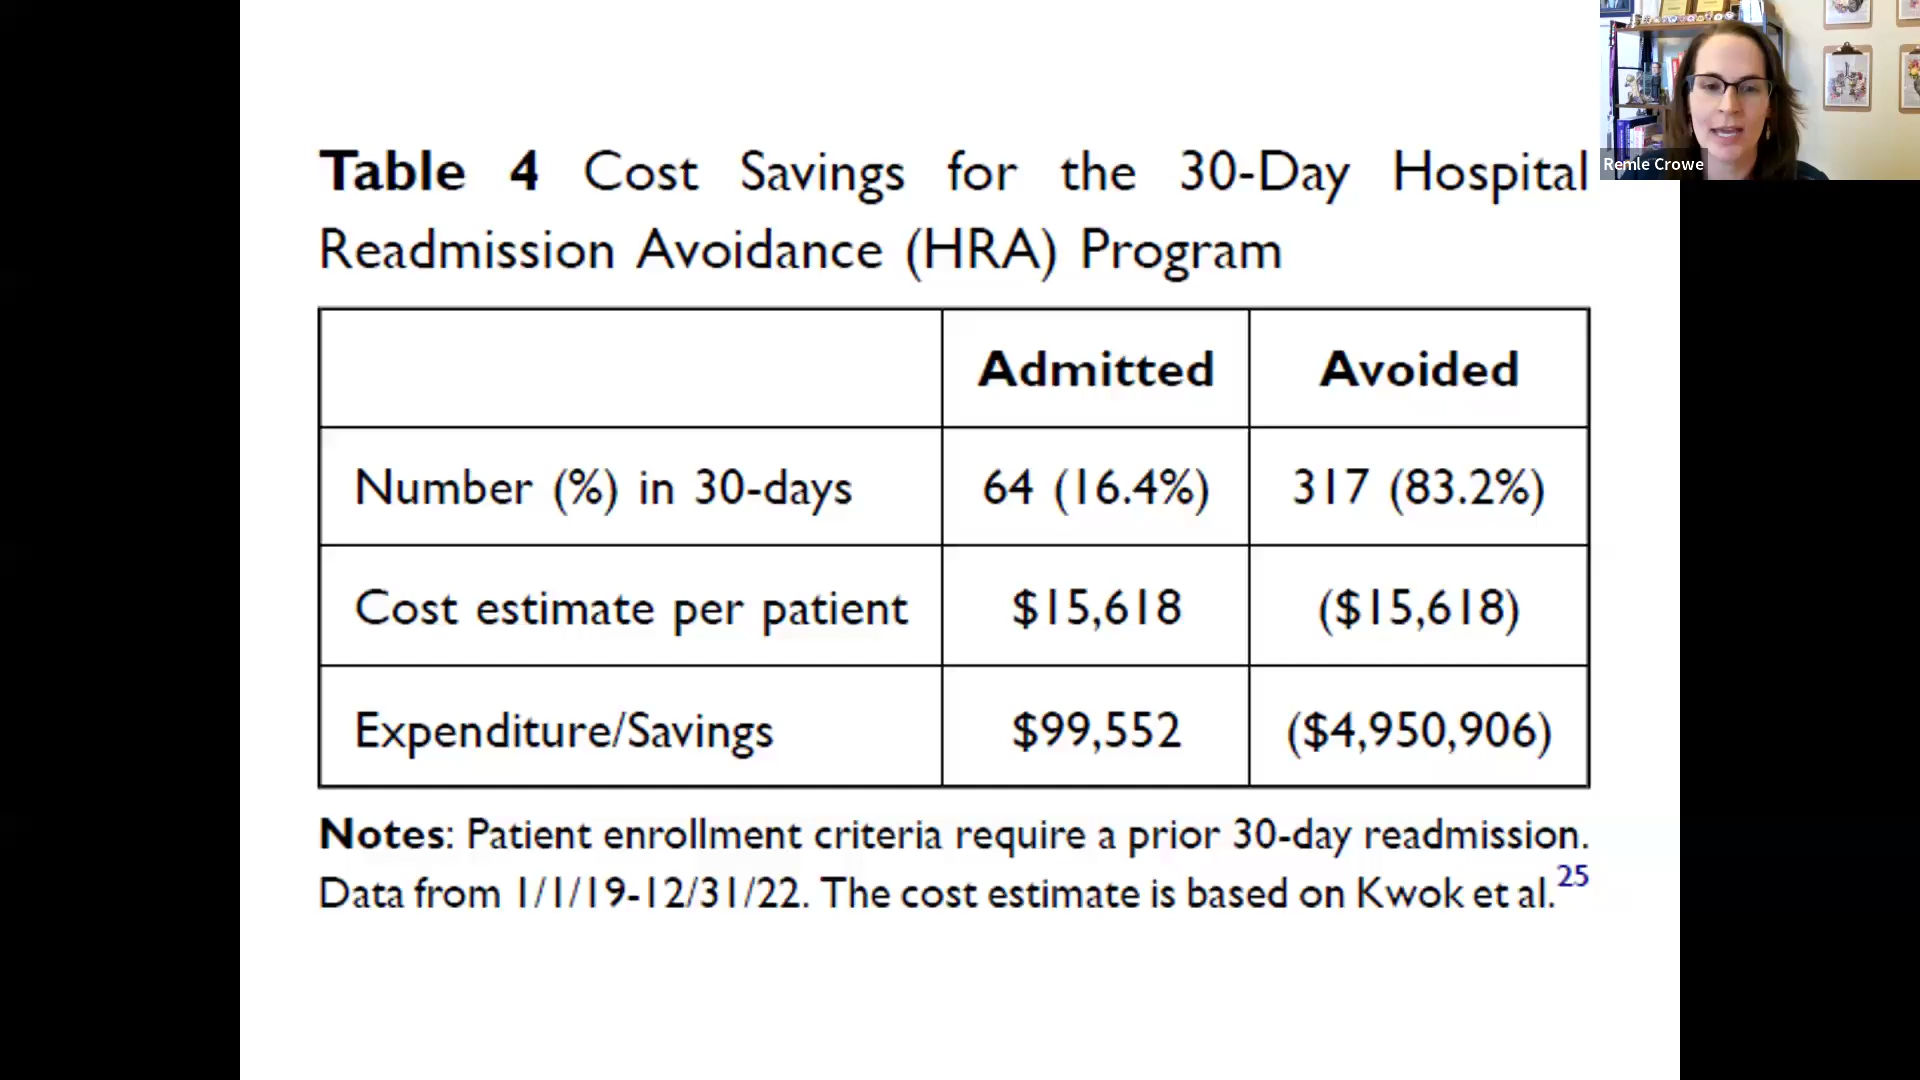 Remle Crowe
Table 4 Cost Savings for the 30-Day Hospital
Readmission Avoidance (HRA) Program
Admitted Avoided
Number (%) in 30-days 64 (16.4%) 317 (83.2%)
Cost estimate per patient $15,618 ($15,618)
Expenditure/Savings $99,552 ($4,950,906)
Notes: Patient enrollment criteria require a prior 30-day readmission.
Data from 1/1/19-12/31/22. The cost estimate is based on Kwok et al.25